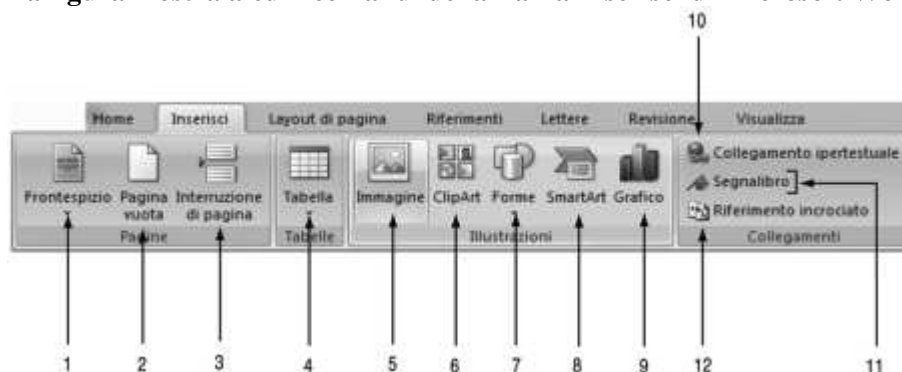 10
Home Inserisci Layout di pagina Riferimenti Lettere Revisione Visualizza
Frontespizio Pagina vuota Interruzione di pagina Tabella Immagine ClipArt Forme SmartArt Grafico
Collegamento ipertestuale
Segnalibro
Riferimento incrociato
Pagine Tabelle Illustrazioni Collegamenti
1 2 3 4 5 6 7 8 9 12 11